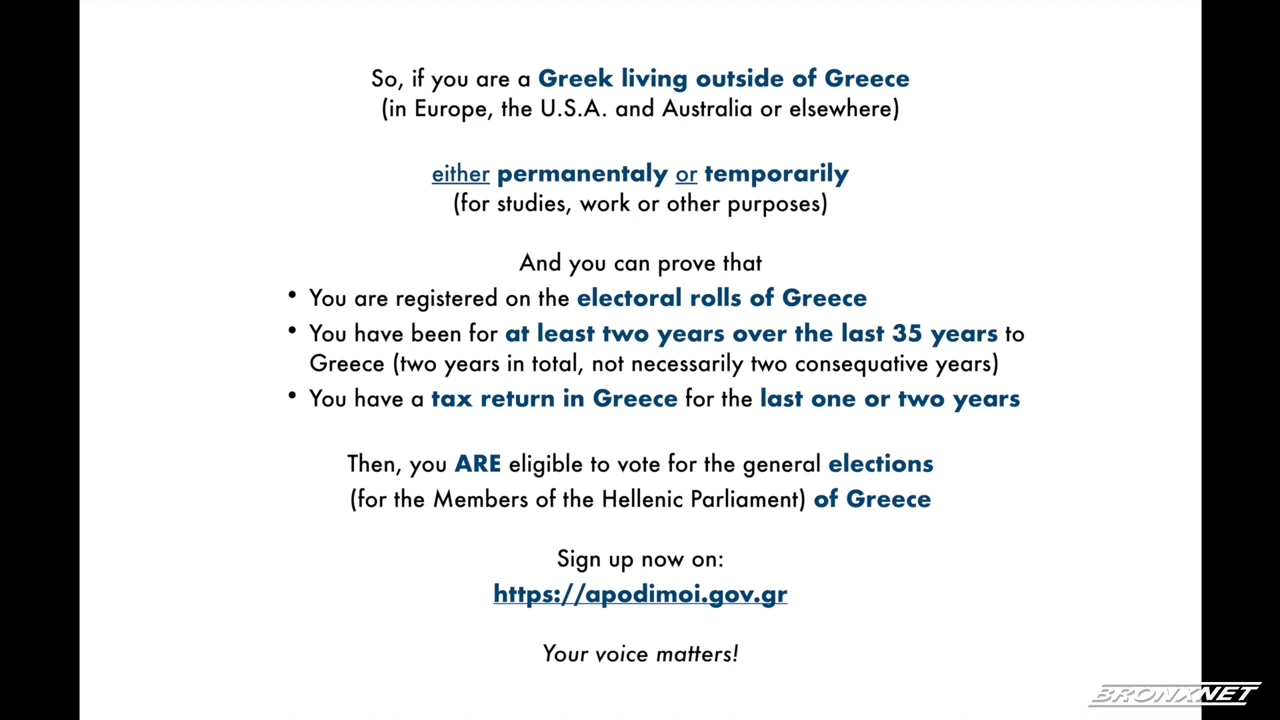 So, if you are a Greek living outside of Greece
(in Europe, the U.S.A. and Australia or elsewhere)
either permanentaly or temporarily
(for studies, work or other purposes)
And you can prove that
• You are registered on the electoral rolls of Greece
• You have been for at least two years over the last 35 years to
Greece (two years in total, not necessarily two consequative years)
• You have a tax return in Greece for the last one or two years
Then, you ARE eligible to vote for the general elections
(for the Members of the Hellenic Parliament) of Greece
Sign up now on:
https://apodimoi.gov.gr
Your voice matters!
BRONXNET